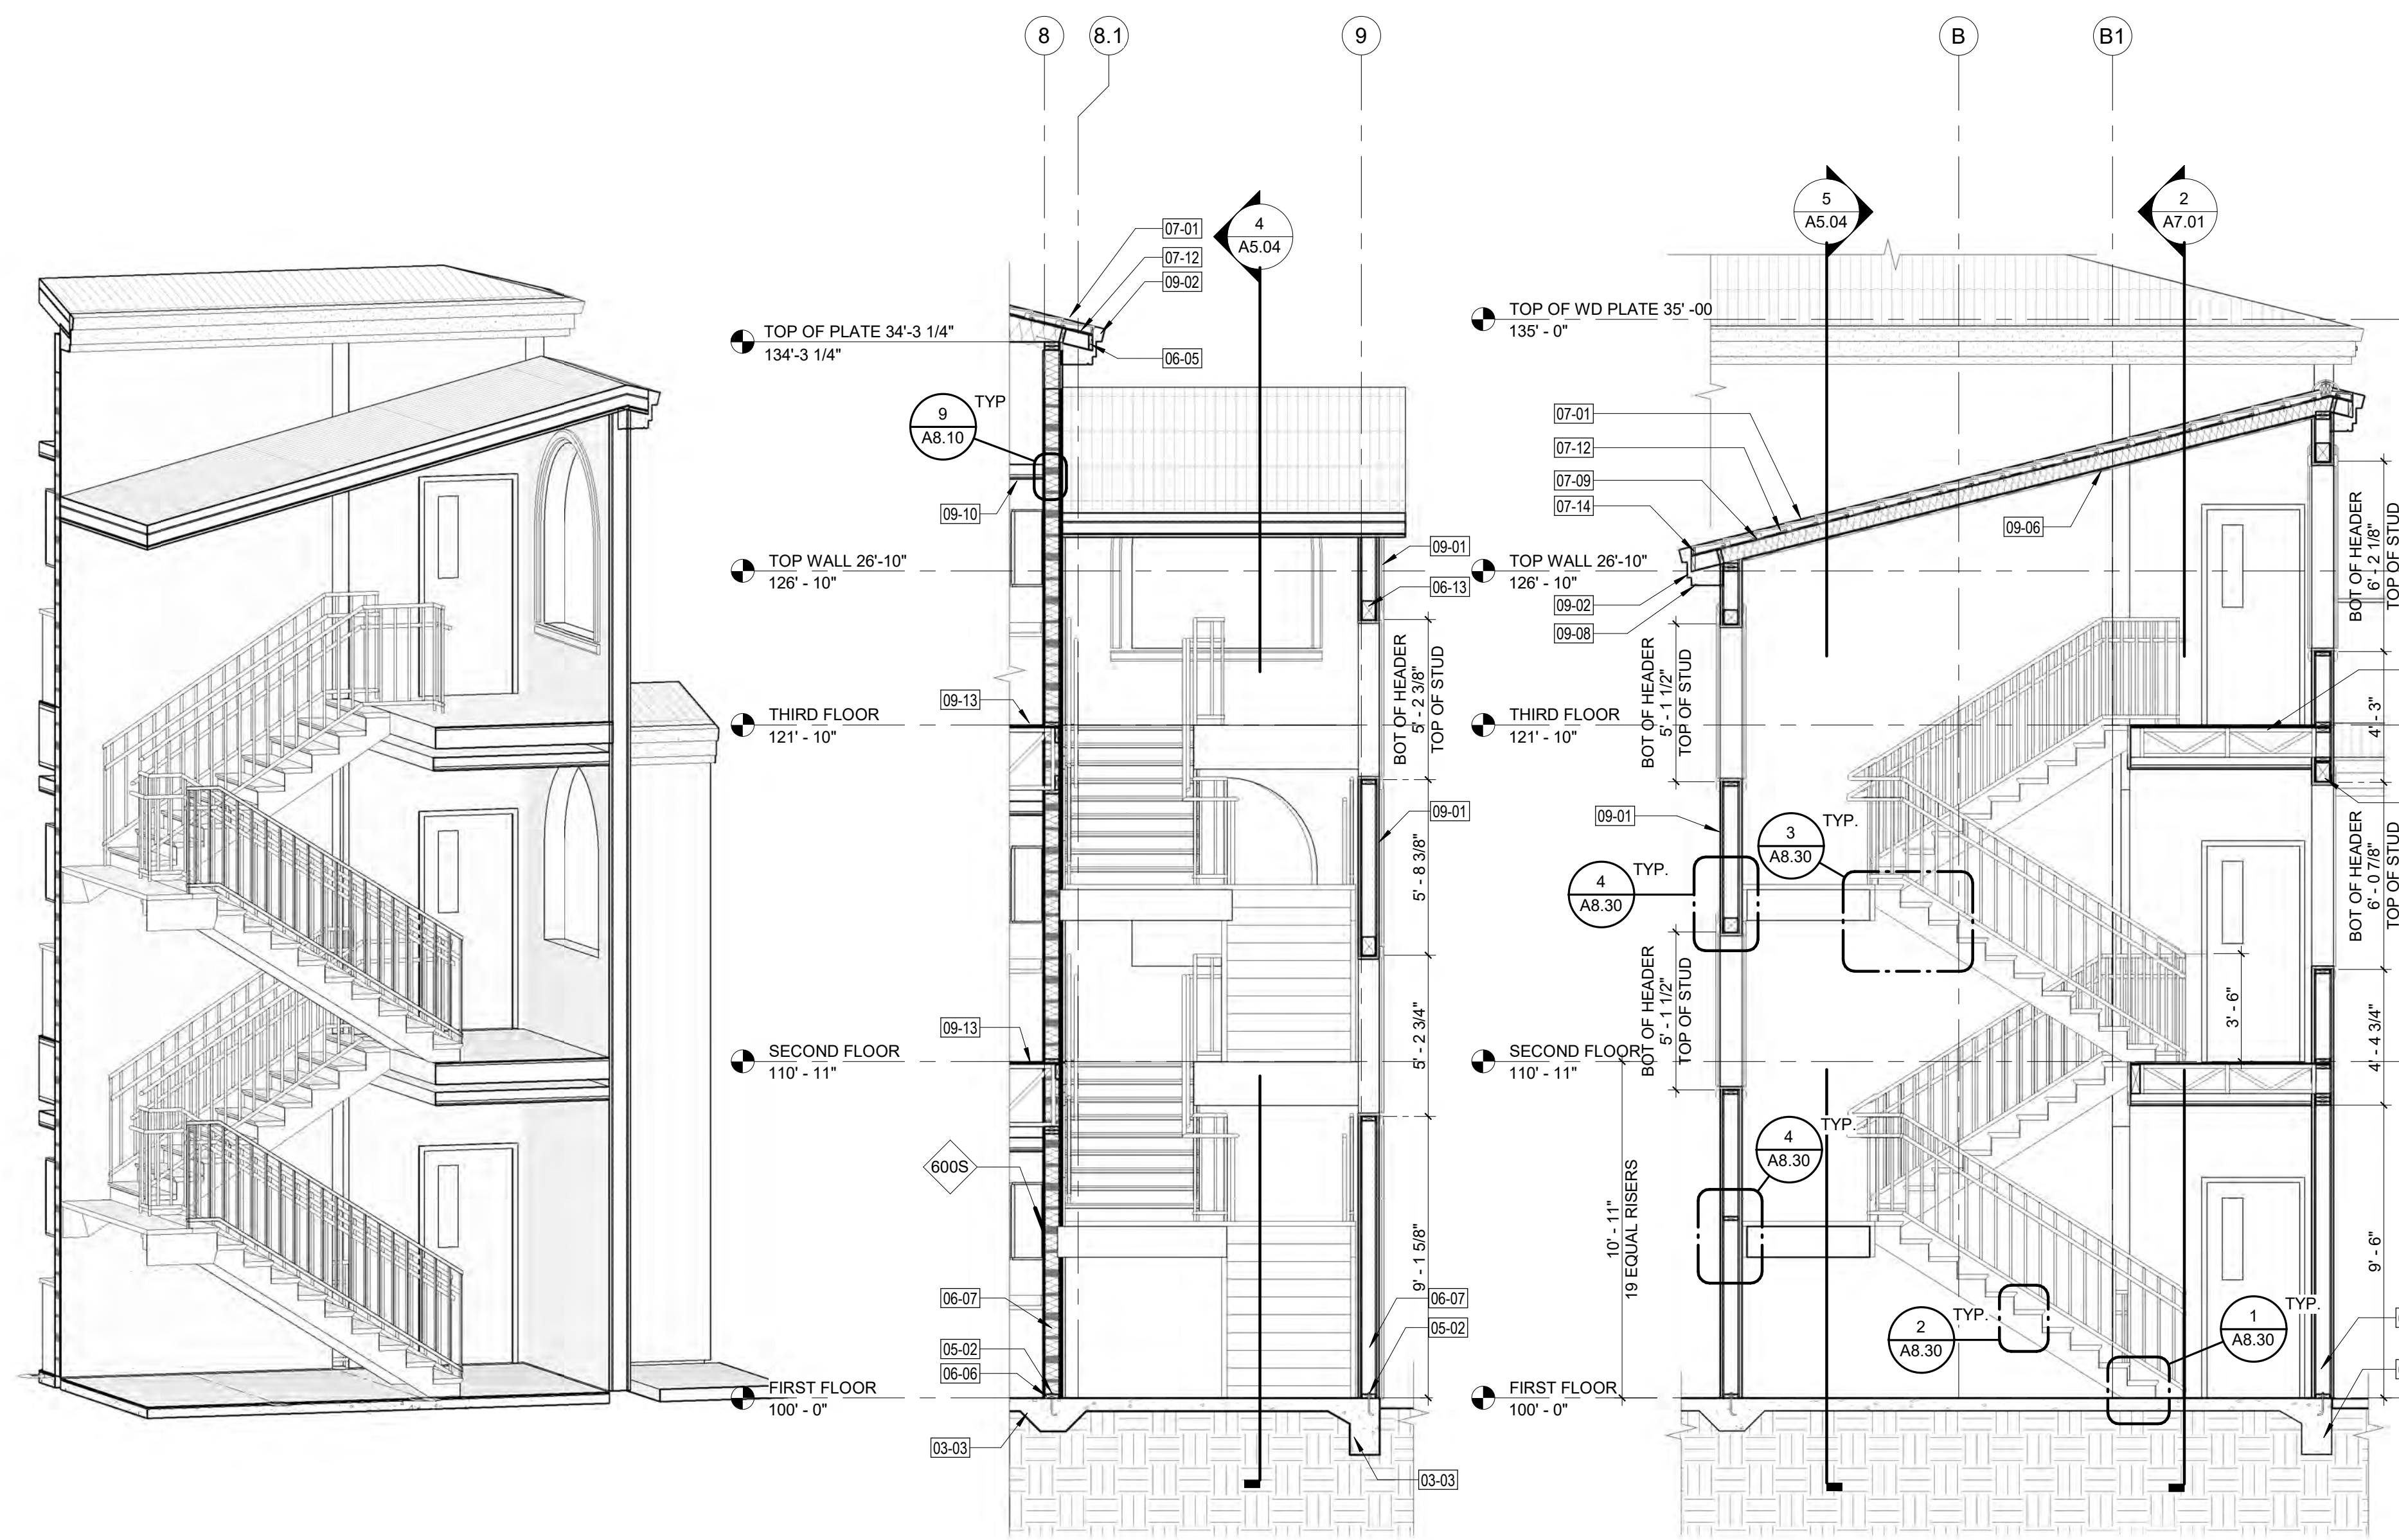 8
8.1
9
B
B1
07-01
07-12
09-02
4
A5.04
TOP OF PLATE 34'-3 1/4"
134'-3 1/4"
06-05
9
A8.10
TYP
09-10
TOP WALL 26'-10"
126' - 10"
09-01
06-13
BOT OF HEADER
5' - 2 3/8"
TOP OF STUD
09-13
THIRD FLOOR
121' - 10"
09-01
5' - 8 3/8"
5' - 2 3/4"
09-13
SECOND FLOOR
110' - 11"
600S
9' - 1 5/8"
06-07
06-07
05-02
05-02
06-06
FIRST FLOOR
100' - 0"
03-03
03-03
5
A5.04
2
A7.01
TOP OF WD PLATE 35' -00
135' - 0"
07-01
07-12
07-09
07-14
09-06
TOP WALL 26'-10"
126' - 10"
09-02
09-08
BOT OF HEADER
6' - 2 1/8"
TOP OF STUD
BOT OF HEADER
5' - 1 1/2"
TOP OF STUD
THIRD FLOOR
121' - 10"
4' - 3"
09-01
3
A8.30
TYP.
4
A8.30
TYP.
BOT OF HEADER
6' - 0 7/8"
TOP OF STUD
BOT OF HEADER
5' - 1 1/2"
TOP OF STUD
3' - 6"
SECOND FLOOR
110' - 11"
4' - 4 3/4"
4
A8.30
TYP.
10' - 11"
19 EQUAL RISERS
9' - 6"
2
A8.30
TYP.
1
A8.30
TYP.
FIRST FLOOR
100' - 0"